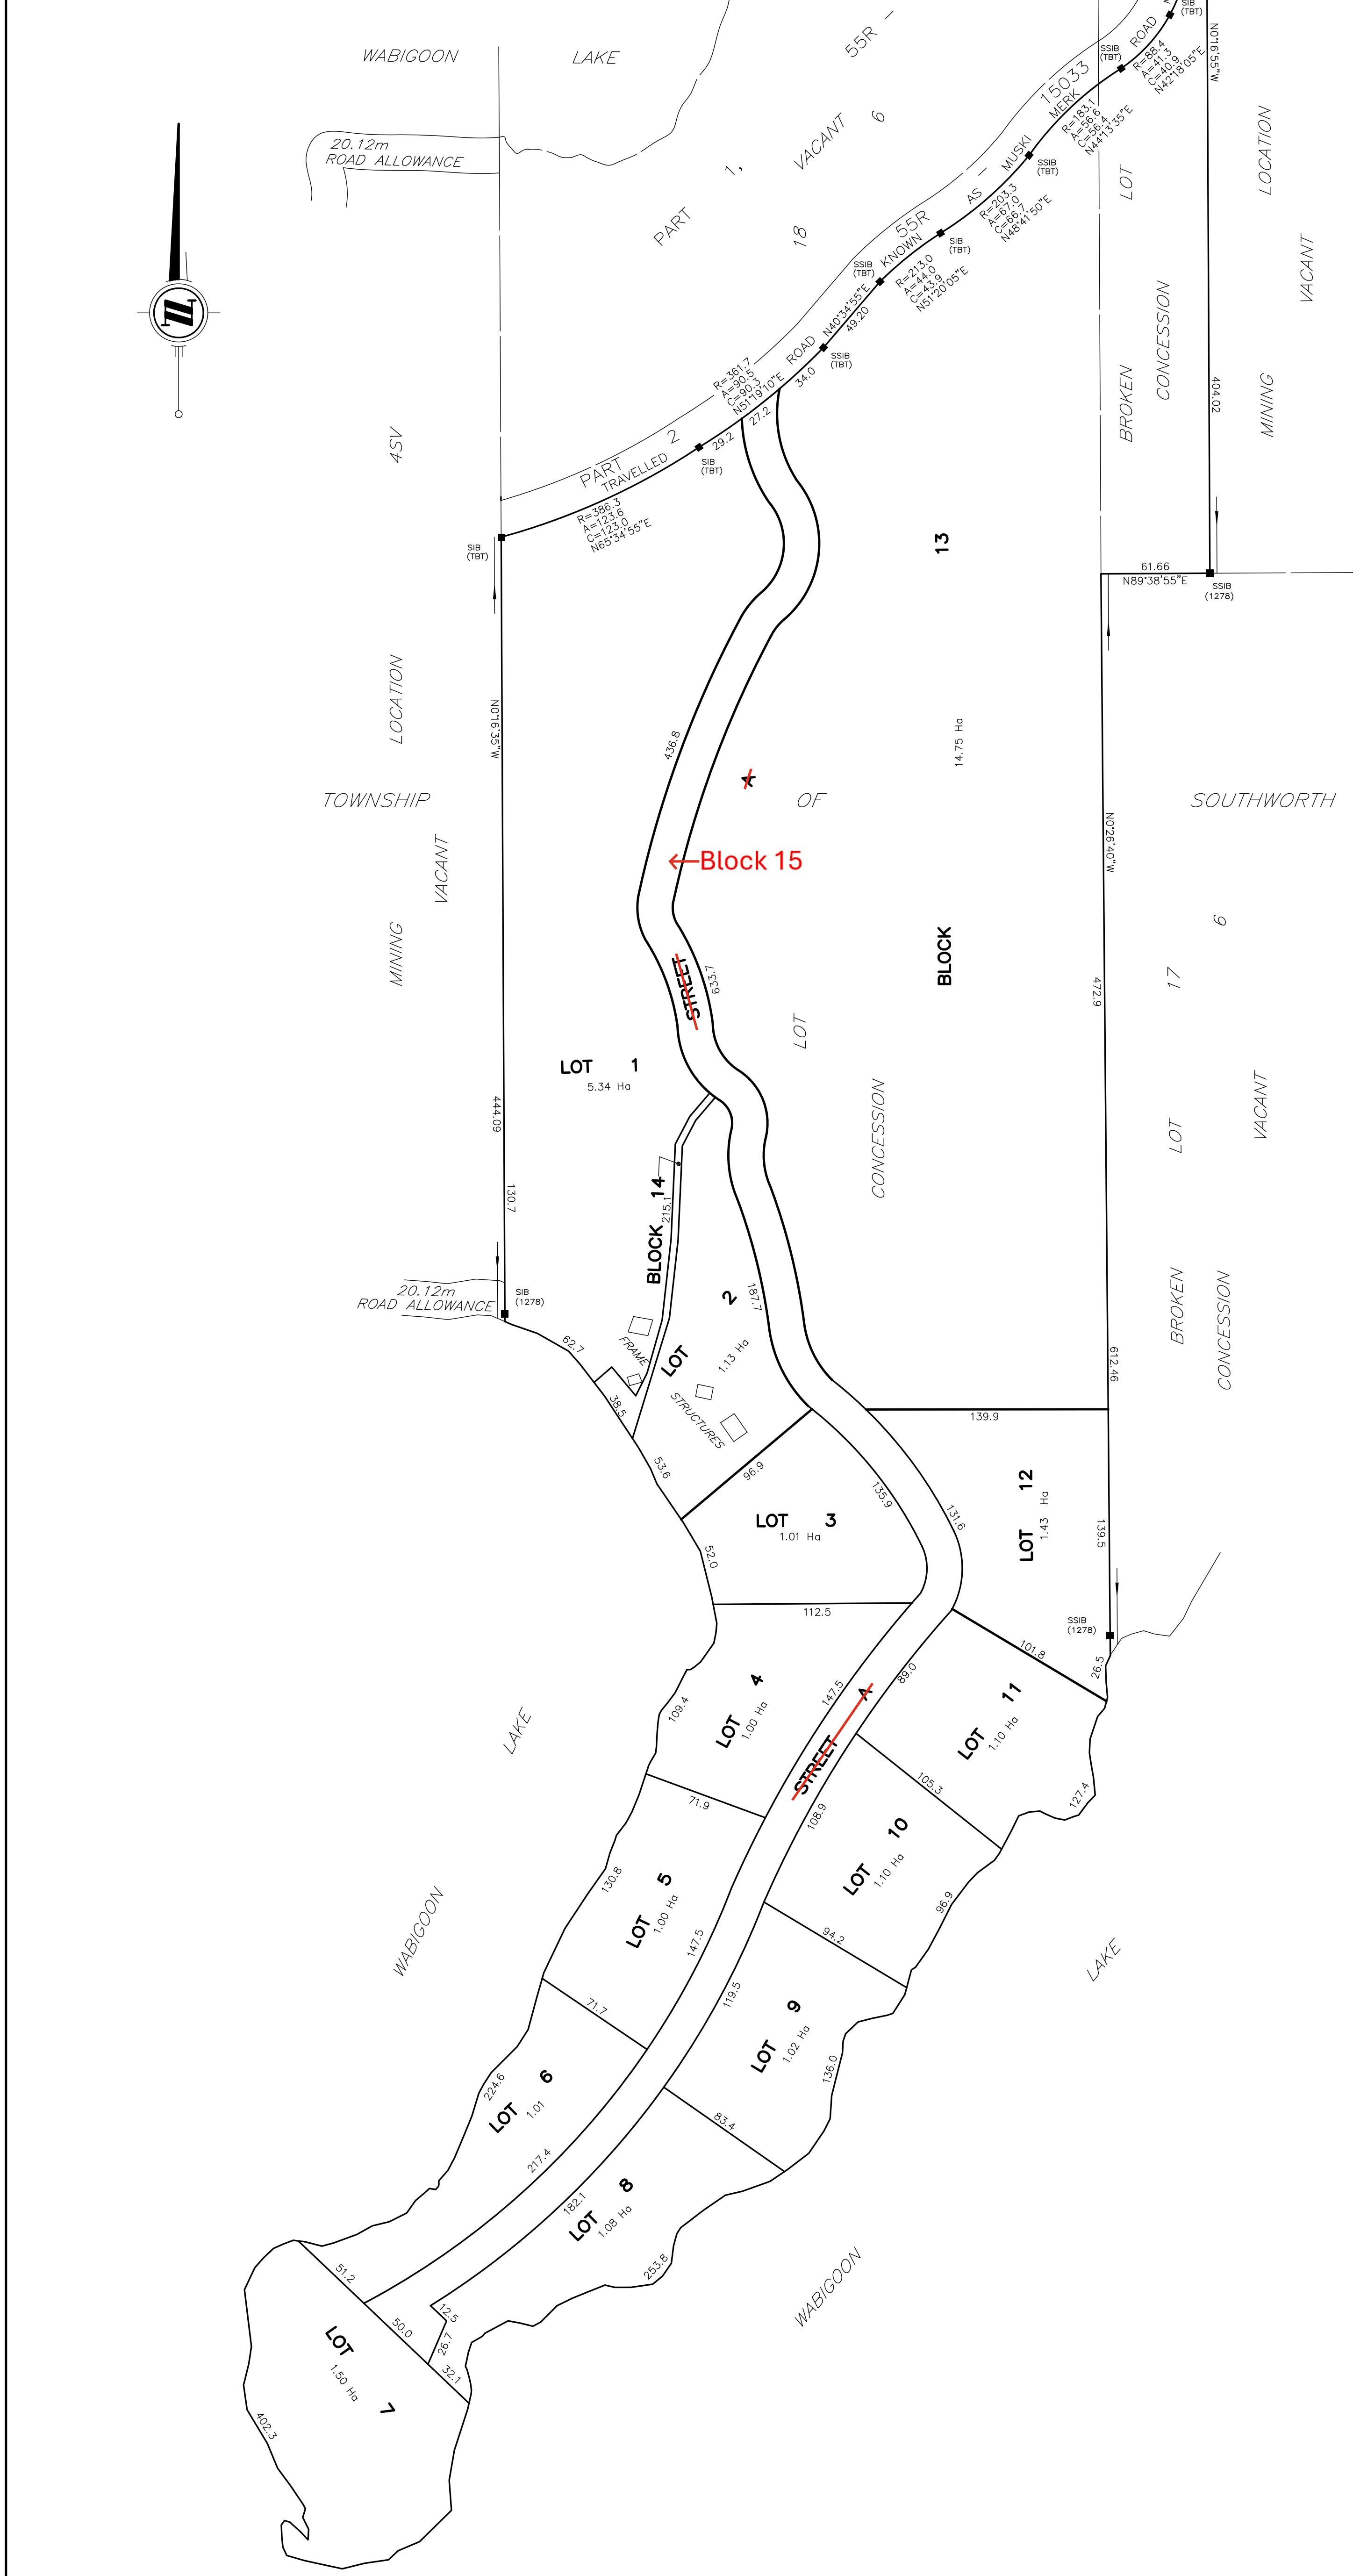 WABIGOON LAKE
55R -
SIB
(TBT)
20.12m
ROAD ALLOWANCE
PART 1,
VACANT
18 6
55R - 15033
ROAD
SSIB
(TBT)
R=88.4
A=41.3
C=40.9
N42°18'05"E
N0°16'55"W
MERK
R=183.1
A=56.6
C=56.4
N44°13'35"E
MUSKI
SSIB
(TBT)
AS
R=203.3
A=67.0
C=66.7
N48°41'50"E
KNOWN
SIB
(TBT)
R=213.0
A=44.0
C=43.9
N51°20'05"E
SSIB
(TBT)
N40°34'55"E
49.20
ROAD
SSIB
(TBT)
34.0
R=361.7
A=90.5
C=90.3
N51°19'10"E
27.2
29.2
SIB
(TBT)
PART 2
TRAVELLED
R=386.3
A=123.6
C=123.0
N65°34'55"E
SIB
(TBT)
N
LOCATION
VACANT
MINING
404.02
BROKEN LOT
CONCESSION
61.66
N89°38'55"E
SSIB
(1278)
4SV
LOCATION
MINING
VACANT
TOWNSHIP OF SOUTHWORTH
N0°16'35"W
444.09
130.7
436.8
A
←Block 15
STREET
633.7
BLOCK 13
14.75 Ha
N0°26'40"W
472.9
612.46
LOT
CONCESSION
BROKEN LOT 17
CONCESSION 6
VACANT
LOT 1
5.34 Ha
BLOCK 14
215.1
20.12m
ROAD ALLOWANCE
SIB
(1278)
62.7
38.5
FRAME
STRUCTURES
LOT 2
1.13 Ha
187.7
53.6
96.9
139.9
LOT 3
1.01 Ha
135.9
52.0
112.5
131.6
LOT 12
1.43 Ha
139.5
SSIB
(1278)
26.5
101.8
LOT 4
1.00 Ha
109.4
147.5
89.0
STREET A
71.9
LOT 11
1.10 Ha
127.4
105.3
LOT 10
1.10 Ha
108.9
96.9
94.2
LOT 5
1.00 Ha
130.8
147.5
71.7
LOT 9
1.02 Ha
119.5
136.0
83.4
LOT 6
1.01
224.6
217.4
LOT 8
1.08 Ha
182.1
253.8
51.2
50.0
12.5
26.7
32.1
LOT 7
1.50 Ha
402.3
WABIGOON LAKE
WABIGOON LAKE